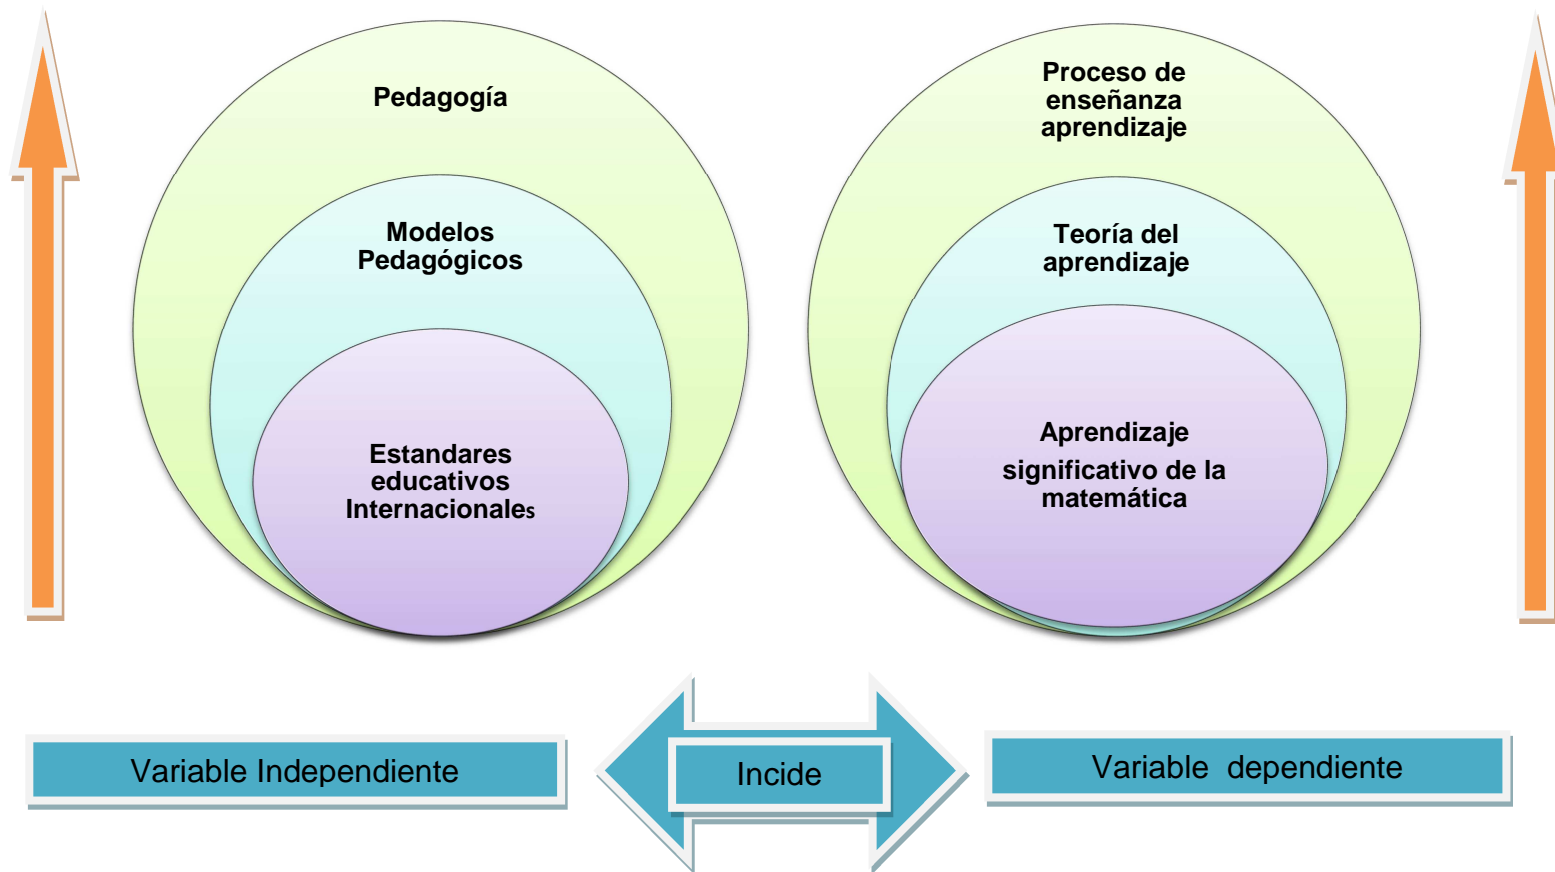 Pedagogía
Modelos
Pedagógicos
Estandares
educativos
Internacionales
Proceso de
enseñanza
aprendizaje
Teoría del
aprendizaje
Aprendizaje
significativo de la
matemática
Variable Independiente
Incide
Variable dependiente